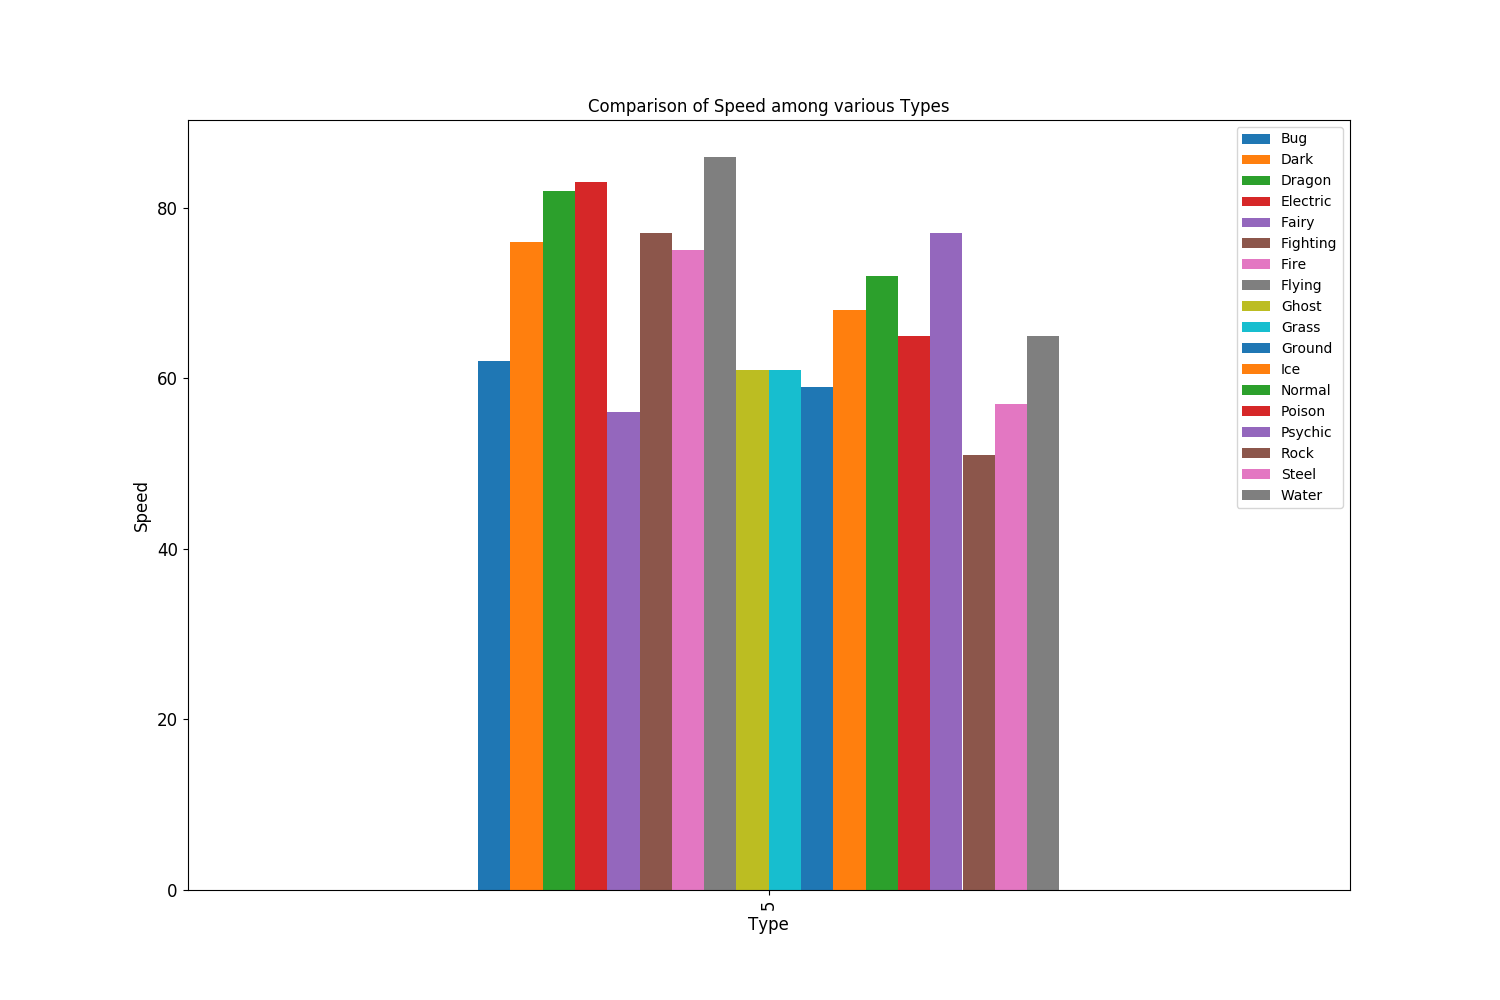 Comparison of Speed among various Types
Bug
Dark
Dragon
Electric
Fairy
Fighting
Fire
Flying
Ghost
Grass
Ground
Ice
Normal
Poison
Psychic
Rock
Steel
Water
80
60
40
20
0
Speed
5
Type